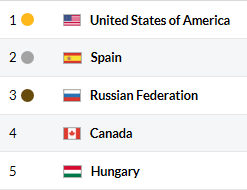 1 United States of America
2 Spain
3 Russian Federation
4 Canada
5 Hungary